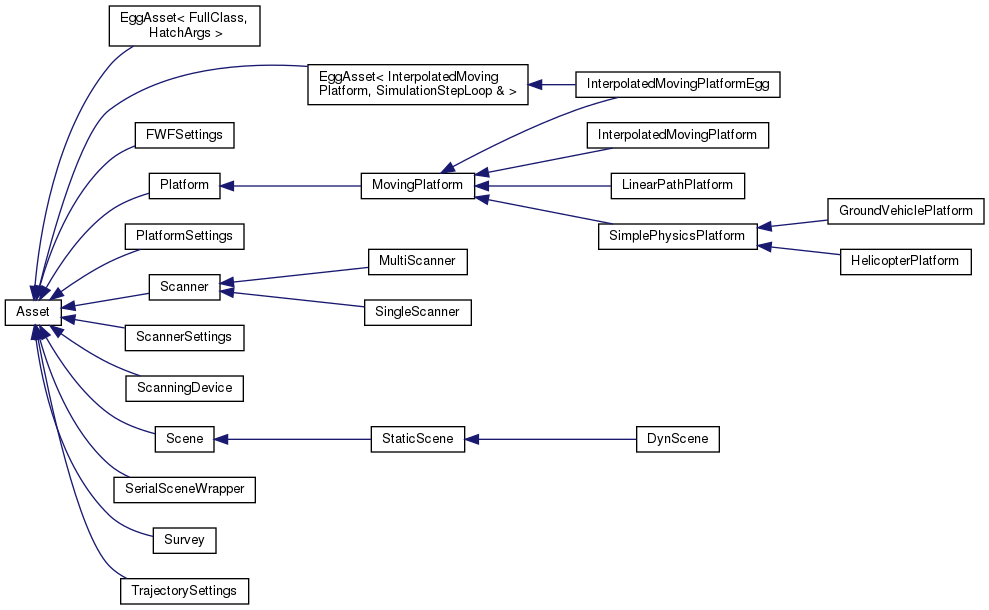 EggAsset< FullClass,
HatchArgs >
EggAsset< InterpolatedMoving
Platform, SimulationStepLoop & >
InterpolatedMovingPlatformEgg
FWFSettings
InterpolatedMovingPlatform
Platform
MovingPlatform
LinearPathPlatform
GroundVehiclePlatform
PlatformSettings
SimplePhysicsPlatform
MultiScanner
HelicopterPlatform
Scanner
Asset
SingleScanner
ScannerSettings
ScanningDevice
Scene
StaticScene
DynScene
SerialSceneWrapper
Survey
TrajectorySettings